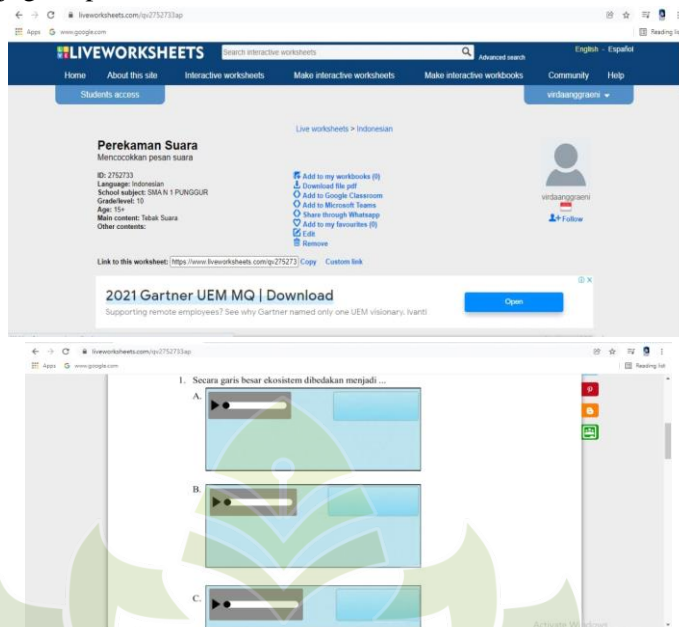 liveworksheets.com/qv2752733ap
Apps
www.google.com
Reading list
LIVEWORKSHEETS
Search interactive worksheets
Advanced search
English - Español
Home About this site Interactive worksheets Make interactive worksheets Make interactive workbooks Community Help
Students access
virdaanggraeni
Live worksheets > Indonesian
Perekaman Suara
Mencocokkan pesan suara
ID: 2752733
Language: Indonesian
School subject: SMA N 1 PUNGGUR
Grade/level: 10
Age: 15+
Main content: Tebak Suara
Other contents:
Add to my workbooks (0)
Download file pdf
Add to Google Classroom
Add to Microsoft Teams
Share through Whatsapp
Add to my favourites (0)
Edit
Remove
virdaanggraeni
Follow
Link to this worksheet: https://www.liveworksheets.com/qv275273 Copy Custom link
2021 Gartner UEM MQ | Download
Supporting remote employees? See why Gartner named only one UEM visionary. Ivanti
Open
liveworksheets.com/qv2752733ap
Apps
www.google.com
Reading list
1. Secara garis besar ekosistem dibedakan menjadi ...
A.
B.
C.
Activate Windows